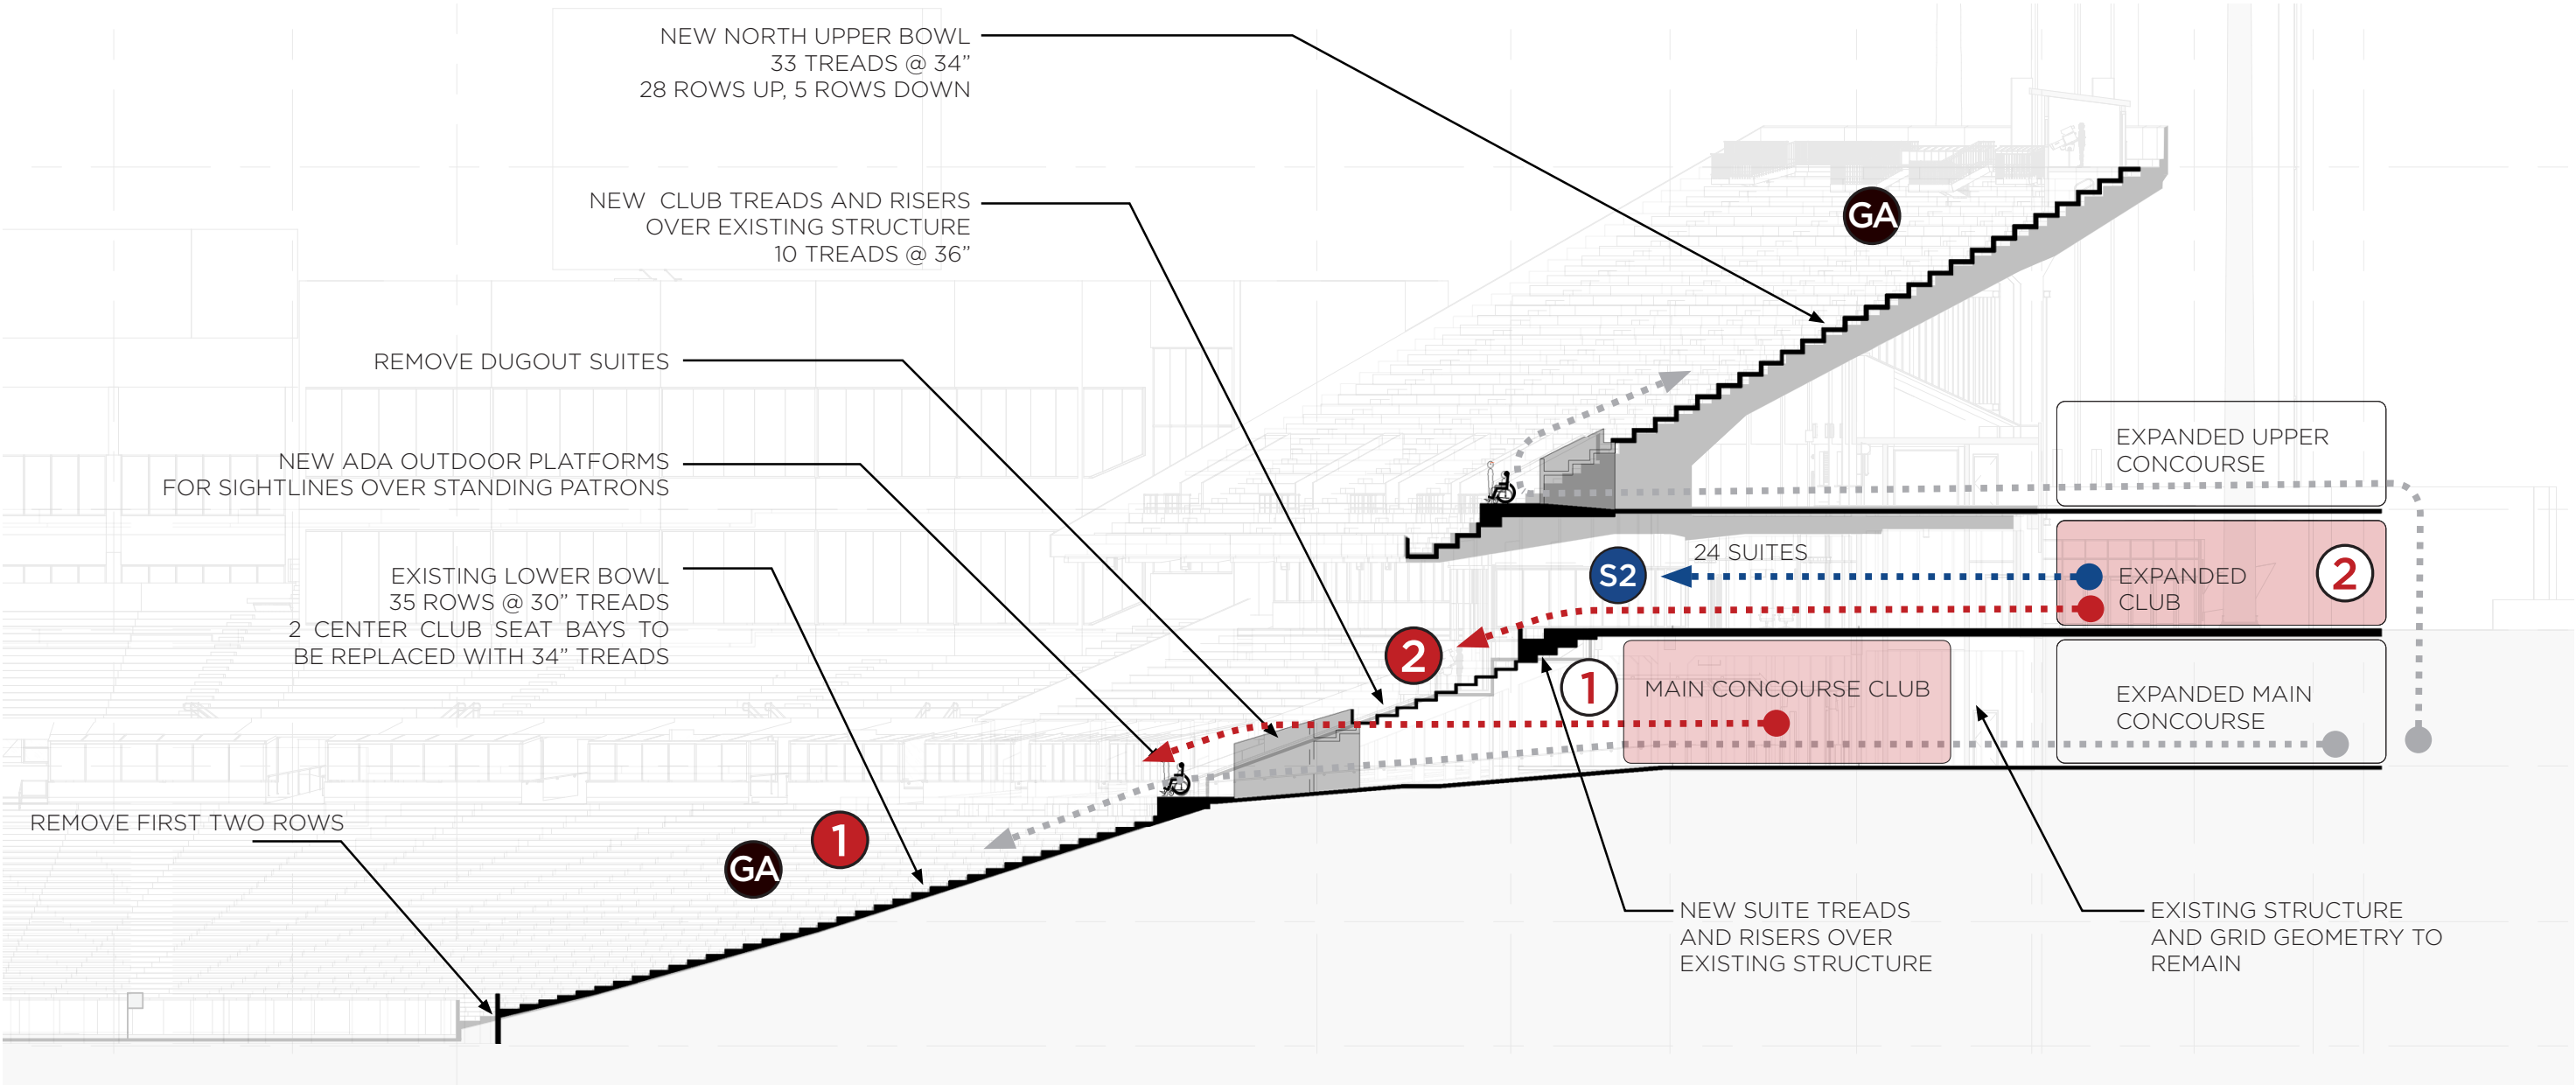 NEW NORTH UPPER BOWL
33 TREADS @ 34”
28 ROWS UP, 5 ROWS DOWN
NEW CLUB TREADS AND RISERS
OVER EXISTING STRUCTURE
10 TREADS @ 36”
GA
REMOVE DUGOUT SUITES
NEW ADA OUTDOOR PLATFORMS
FOR SIGHTLINES OVER STANDING PATRONS
EXPANDED UPPER
CONCOURSE
EXISTING LOWER BOWL
35 ROWS @ 30” TREADS
2 CENTER CLUB SEAT BAYS TO
BE REPLACED WITH 34” TREADS
24 SUITES
S2
EXPANDED
CLUB
2
2
1
MAIN CONCOURSE CLUB
EXPANDED MAIN
CONCOURSE
REMOVE FIRST TWO ROWS
1
GA
NEW SUITE TREADS
AND RISERS OVER
EXISTING STRUCTURE
EXISTING STRUCTURE
AND GRID GEOMETRY TO
REMAIN